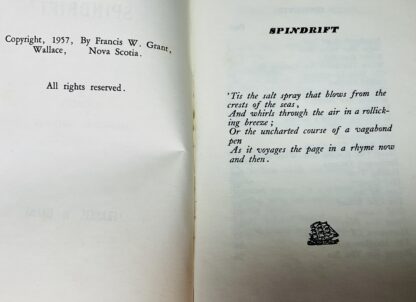 Copyright, 1957, By Francis W. Grant,
Wallace, Nova Scotia.
All rights reserved.
SPINDRIFT
'Tis the salt spray that blows from the
crests of the seas,
And whirls through the air in a rollick-
ing breeze;
Or the uncharted course of a vagabond
pen
As it voyages the page in a rhyme now
and then.